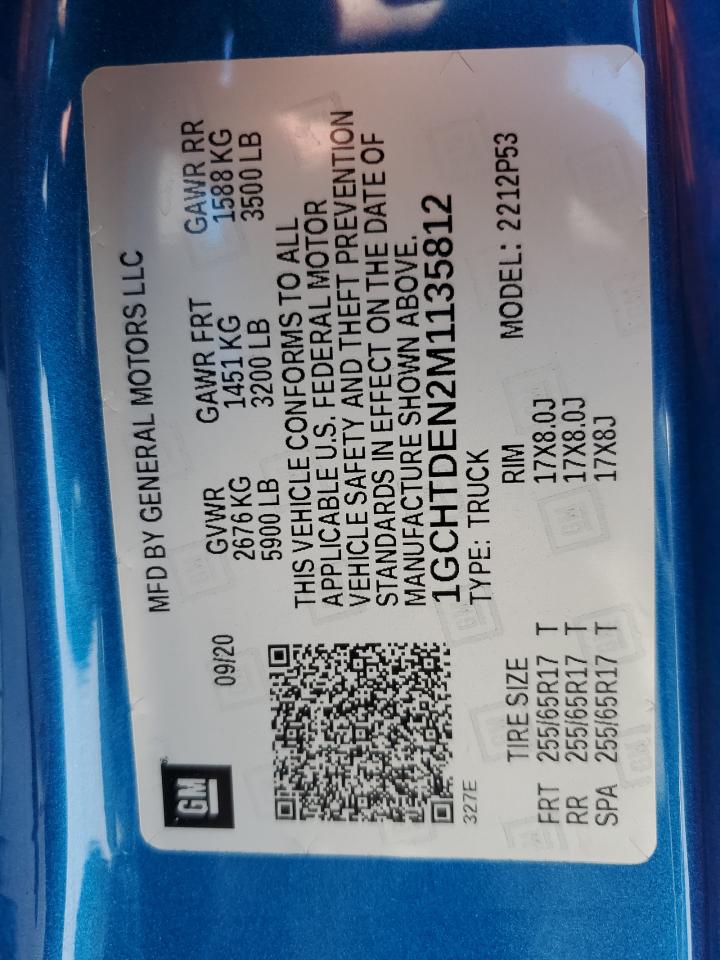 GM
MFD BY GENERAL MOTORS LLC
09/20
GVWR GAWR FRT GAWR RR
2676 KG 1451 KG 1588 KG
5900 LB 3200 LB 3500 LB
THIS VEHICLE CONFORMS TO ALL
APPLICABLE U.S. FEDERAL MOTOR
VEHICLE SAFETY AND THEFT PREVENTION
STANDARDS IN EFFECT ON THE DATE OF
MANUFACTURE SHOWN ABOVE.
1GCHTDEN2M1135812
TYPE: TRUCK
327E
MODEL: 2212P53
TIRE SIZE RIM
FRT 255/65R17 T 17X8.0J
RR 255/65R17 T 17X8.0J
SPA 255/65R17 T 17X8J